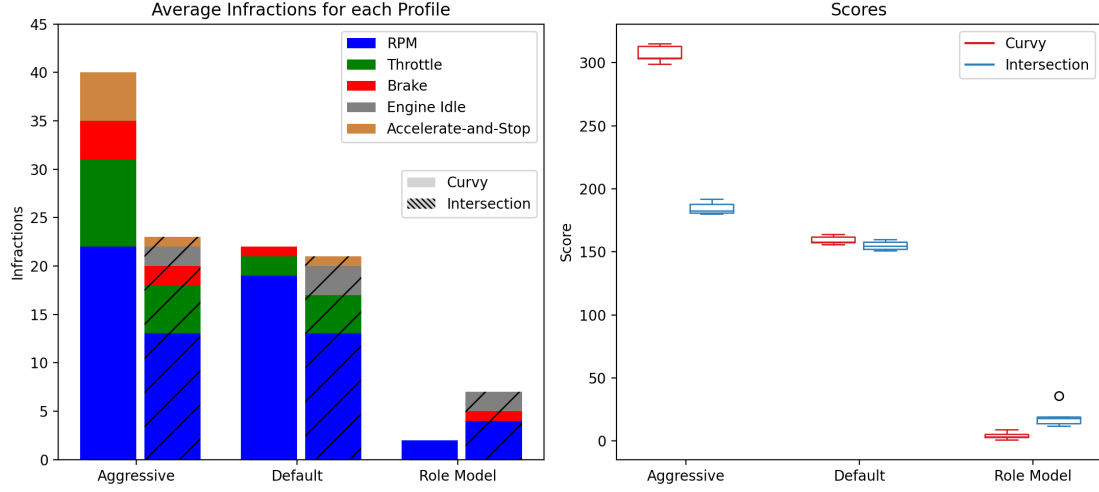 Average Infractions for each Profile
Infractions
45
40
35
30
25
20
15
10
5
0
RPM
Throttle
Brake
Engine Idle
Accelerate-and-Stop
Curvy
Intersection
Aggressive
Default
Role Model
Scores
Score
300
250
200
150
100
50
0
Curvy
Intersection
Aggressive
Default
Role Model